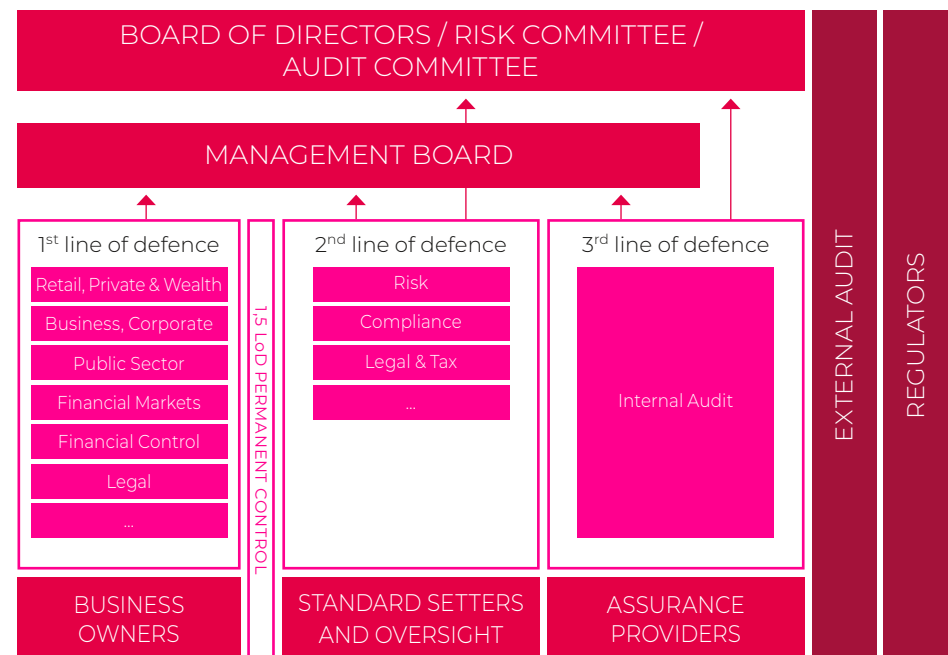 BOARD OF DIRECTORS / RISK COMMITTEE /
AUDIT COMMITTEE
MANAGEMENT BOARD
1st line of defence
Retail, Private & Wealth
Business, Corporate
Public Sector
Financial Markets
Financial Control
Legal
...
BUSINESS
OWNERS
1,5 LoD PERMANENT CONTROL
2nd line of defence
Risk
Compliance
Legal & Tax
...
STANDARD SETTERS
AND OVERSIGHT
3rd line of defence
Internal Audit
ASSURANCE
PROVIDERS
EXTERNAL AUDIT
REGULATORS